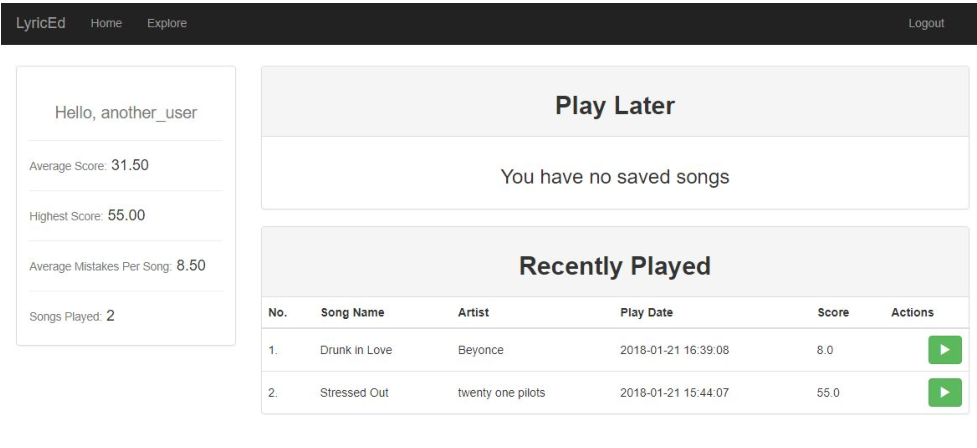 LyricEd Home Explore Logout
Hello, another_user
Average Score: 31.50
Highest Score: 55.00
Average Mistakes Per Song: 8.50
Songs Played: 2
Play Later
You have no saved songs
Recently Played
No. Song Name Artist Play Date Score Actions
1. Drunk in Love Beyonce 2018-01-21 16:39:08 8.0
2. Stressed Out twenty one pilots 2018-01-21 15:44:07 55.0